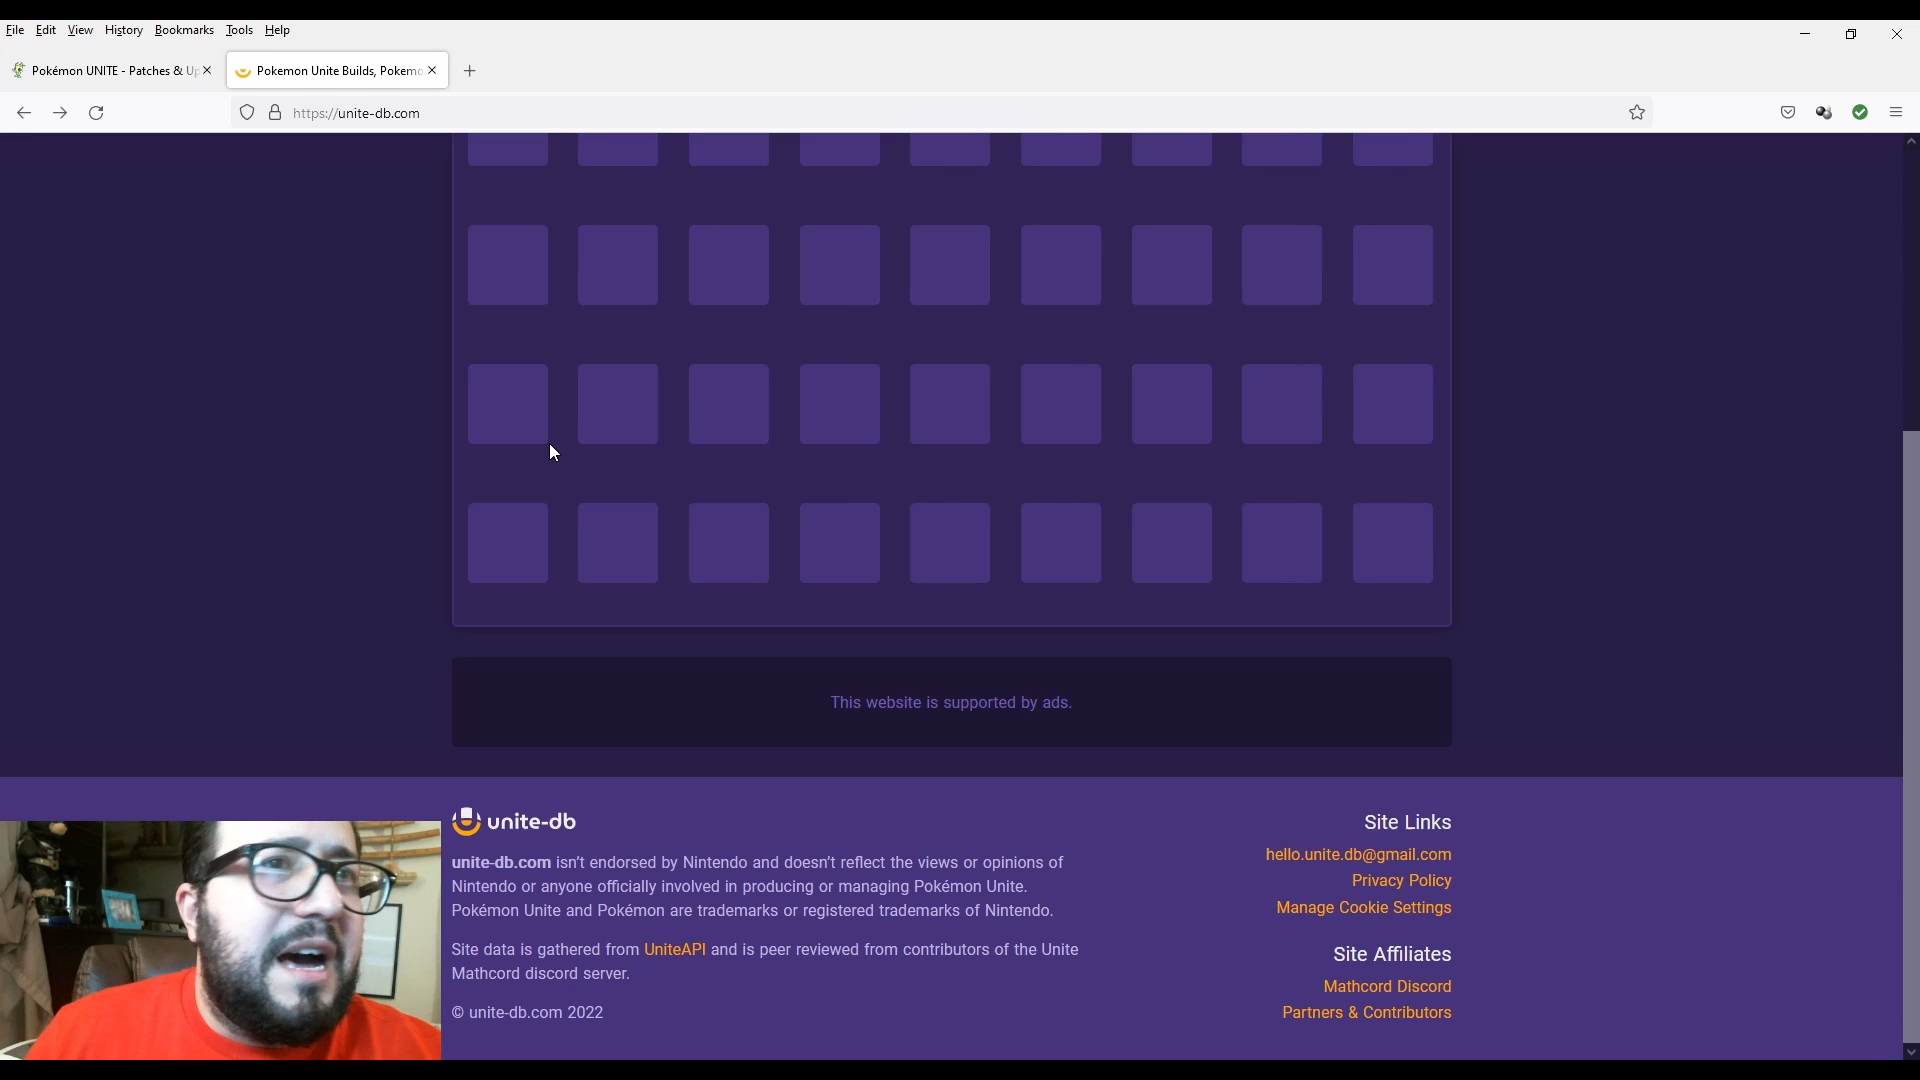 File Edit View History Bookmarks Tools Help
Pokémon UNITE - Patches & Up
Pokemon Unite Builds, Pokemo
https://unite-db.com
This website is supported by ads.
unite-db
unite-db.com isn't endorsed by Nintendo and doesn't reflect the views or opinions of
Nintendo or anyone officially involved in producing or managing Pokémon Unite.
Pokémon Unite and Pokémon are trademarks or registered trademarks of Nintendo.
Site data is gathered from UniteAPI and is peer reviewed from contributors of the Unite
Mathcord discord server.
© unite-db.com 2022
Site Links
hello.unite.db@gmail.com
Privacy Policy
Manage Cookie Settings
Site Affiliates
Mathcord Discord
Partners & Contributors